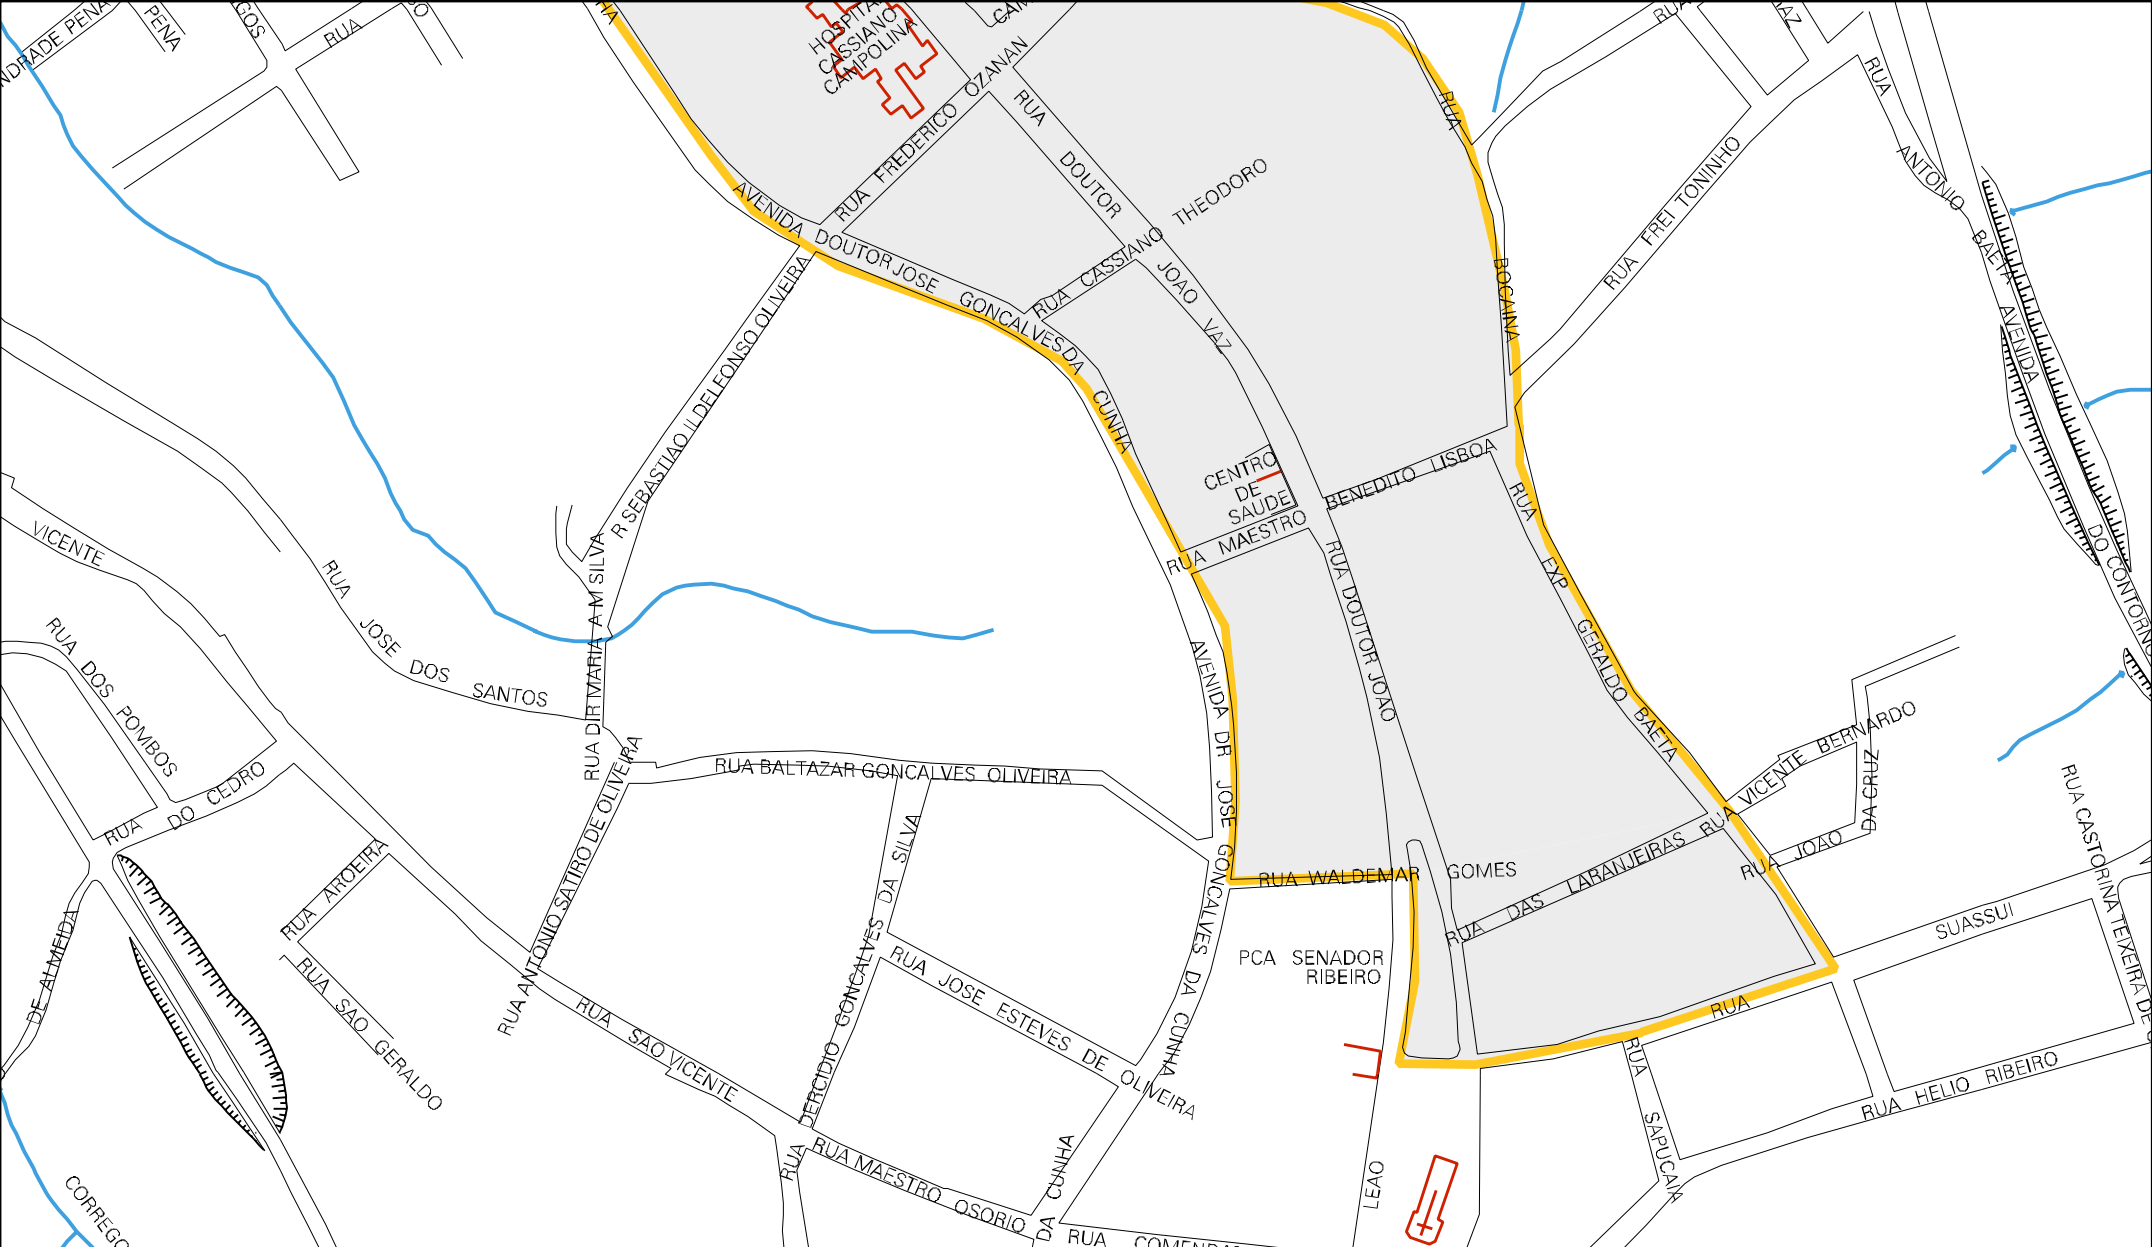 PENA
RUA
HOSPITAL
CASSIANO
CAMPOLINA
RUA FREDERICO OZANAN
RUA DOUTOR JOAO VAZ
RUA CASSIANO THEODORO
AVENIDA DOUTOR JOSE GONCALVES DA CUNHA
RUA BOCAINA
RUA
RUA FREI TONINHO
RUA ANTONIO BAETA
AVENIDA DO CONTORNO
R SEBASTIAO ILDELFONSO OLIVEIRA
CENTRO
DE
SAUDE
RUA MAESTRO BENEDITO LISBOA
RUA EXP GERALDO BAETA
RUA DOUTOR JOAO
LEAO
VICENTE
RUA JOSE DOS SANTOS
RUA DIR MARIA A M SILVA
RUA DOS POMBOS
RUA DO CEDRO
RUA AROEIRA
RUA SAO GERALDO
DE ALMEIDA
CORREGO
RUA BALTAZAR GONCALVES OLIVEIRA
RUA ANTONIO SATIRO DE OLIVEIRA
RUA DERCIDIO GONCALVES DA SILVA
RUA JOSE ESTEVES DE OLIVEIRA
AVENIDA DR JOSE GONCALVES DA CUNHA
RUA SAO VICENTE
RUA MAESTRO OSORIO
DA CUNHA
RUA
RUA WALDEMAR GOMES
PCA SENADOR
RIBEIRO
RUA DAS LARANJEIRAS
RUA VICENTE BERNARDO
RUA JOAO DA CRUZ
RUA SUASSUI
RUA CASTORINA TEIXEIRA DE
RUA HELIO RIBEIRO
RUA SAPUCAIA